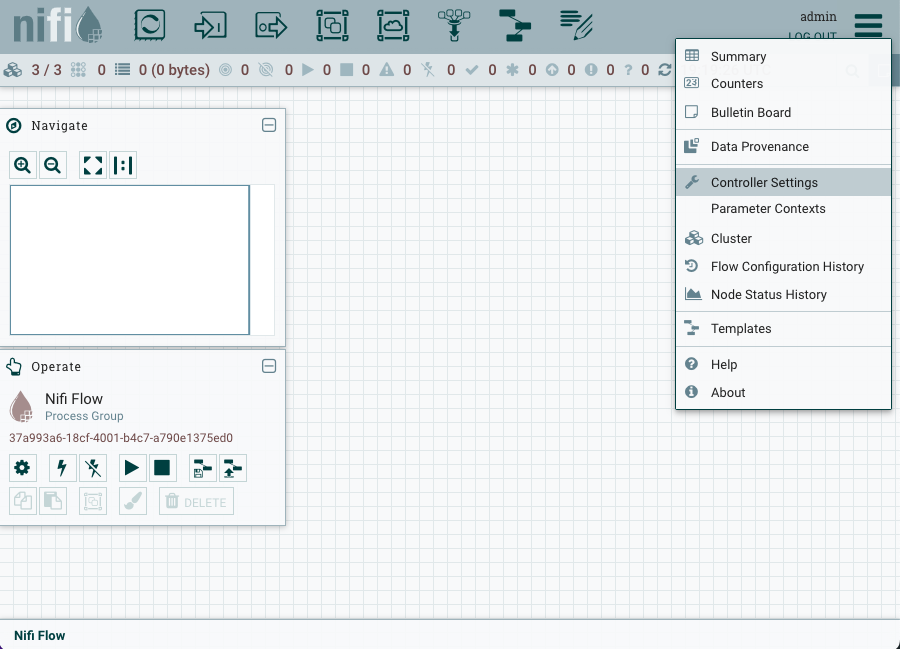 nifi
admin
LOG OUT
3 / 3 0 0 (0 bytes) 0 0 0 0 0 0 0 0 0 0 ? 0
Summary
23 Counters
Bulletin Board
Data Provenance
Controller Settings
Parameter Contexts
Cluster
Flow Configuration History
Node Status History
Templates
? Help
i About
Navigate
Operate
Nifi Flow
Process Group
37a993a6-18cf-4001-b4c7-a790e1375ed0
DELETE
Nifi Flow